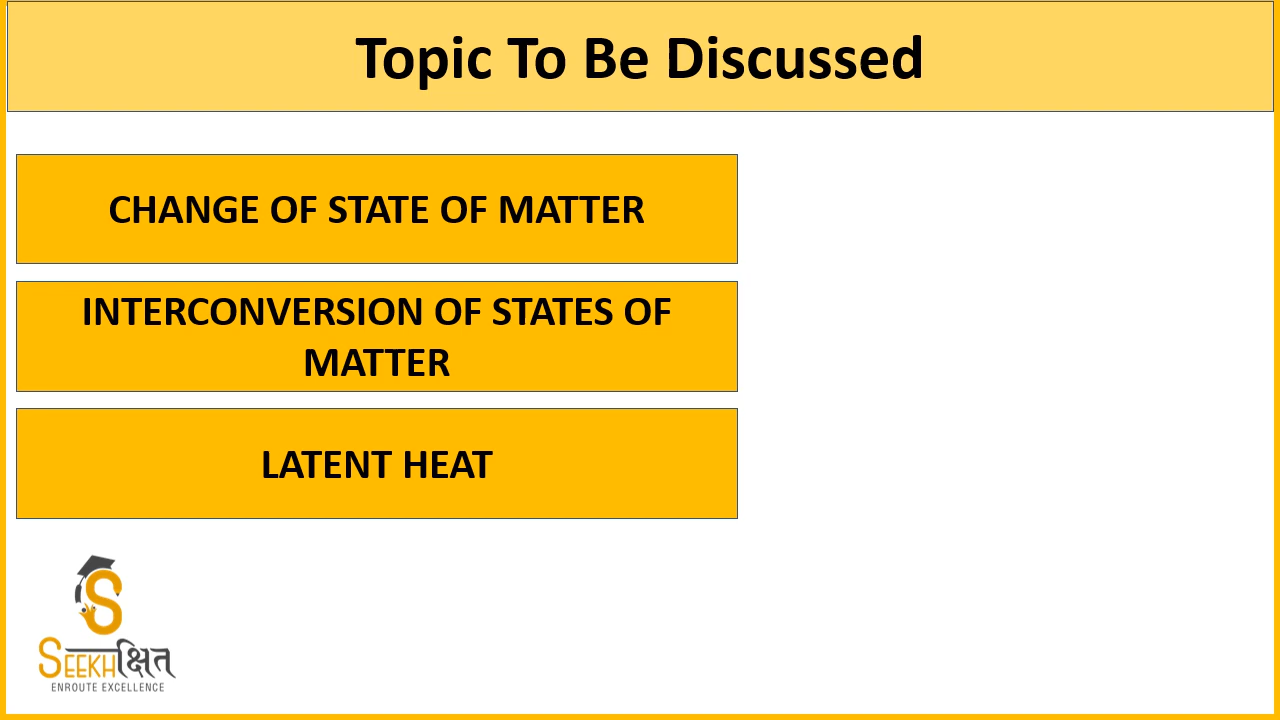 Topic To Be Discussed
CHANGE OF STATE OF MATTER
INTERCONVERSION OF STATES OF
MATTER
LATENT HEAT
SEEKHक्षित
ENROUTE EXCELLENCE